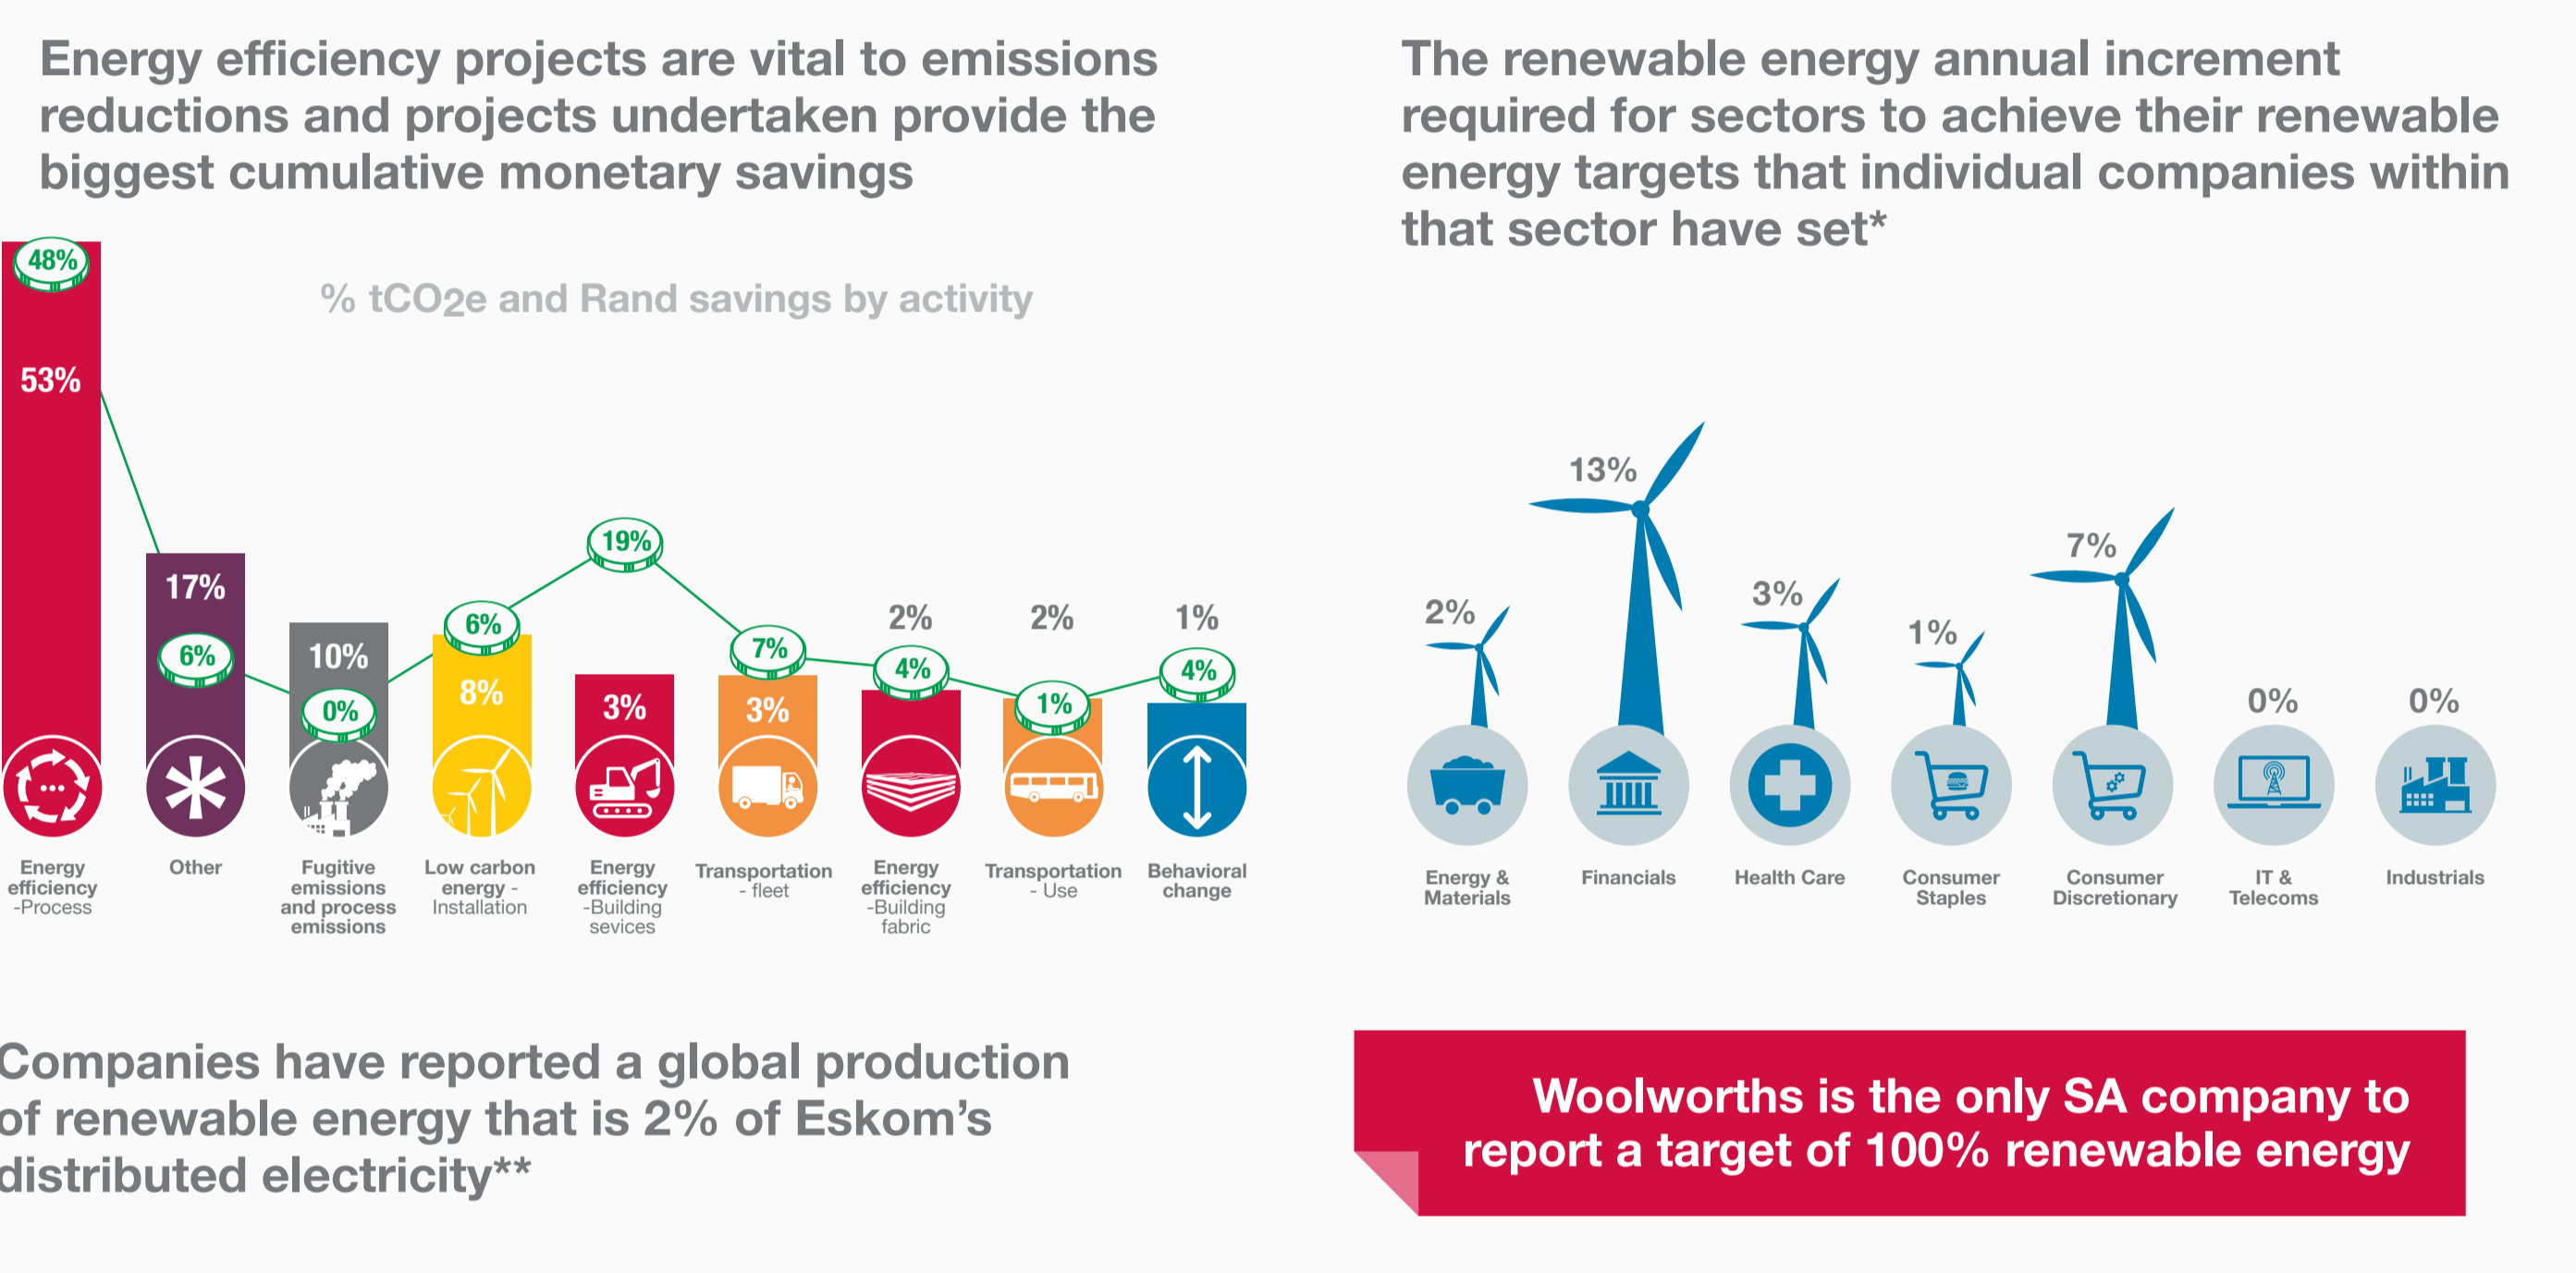 Energy efficiency projects are vital to emissions
reductions and projects undertaken provide the
biggest cumulative monetary savings
% tCO2e and Rand savings by activity
48%
53%
17%
6%
10%
0%
6%
8%
19%
3%
7%
3%
2%
4%
2%
1%
1%
4%
Energy
efficiency
-Process
Other
Fugitive
emissions
and process
emissions
Low carbon
energy -
Installation
Energy
efficiency
-Building
sevices
Transportation
- fleet
Energy
efficiency
-Building
fabric
Transportation
- Use
Behavioral
change
The renewable energy annual increment
required for sectors to achieve their renewable
energy targets that individual companies within
that sector have set*
2%
13%
3%
1%
7%
0%
0%
Energy &
Materials
Financials
Health Care
Consumer
Staples
Consumer
Discretionary
IT &
Telecoms
Industrials
Companies have reported a global production
of renewable energy that is 2% of Eskom's
distributed electricity**
Woolworths is the only SA company to
report a target of 100% renewable energy